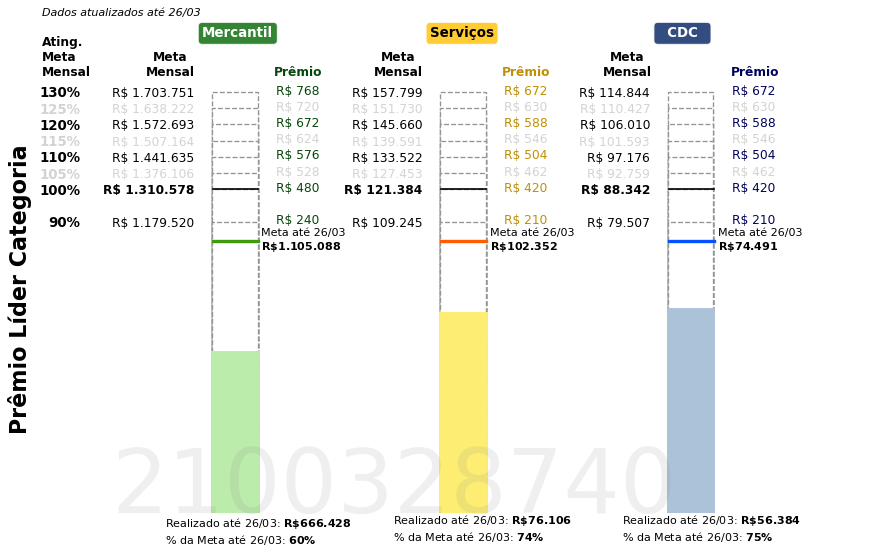 Dados atualizados até 26/03
Mercantil Serviços CDC
Ating.
Meta Meta Meta Meta
Mensal Mensal Prêmio Mensal Prêmio Mensal Prêmio
130% R$ 1.703.751 R$ 768 R$ 157.799 R$ 672 R$ 114.844 R$ 672
125% R$ 1.638.222 R$ 720 R$ 151.730 R$ 630 R$ 110.427 R$ 630
120% R$ 1.572.693 R$ 672 R$ 145.660 R$ 588 R$ 106.010 R$ 588
115% R$ 1.507.164 R$ 624 R$ 139.591 R$ 546 R$ 101.593 R$ 546
110% R$ 1.441.635 R$ 576 R$ 133.522 R$ 504 R$ 97.176 R$ 504
105% R$ 1.376.106 R$ 528 R$ 127.453 R$ 462 R$ 92.759 R$ 462
100% R$ 1.310.578 R$ 480 R$ 121.384 R$ 420 R$ 88.342 R$ 420
90% R$ 1.179.520 R$ 240 R$ 109.245 R$ 210 R$ 79.507 R$ 210
Meta até 26/03 Meta até 26/03 Meta até 26/03
R$1.105.088 R$102.352 R$74.491
Prêmio Líder Categoria
2100328740
Realizado até 26/03: R$666.428 Realizado até 26/03: R$76.106 Realizado até 26/03: R$56.384
% da Meta até 26/03: 60% % da Meta até 26/03: 74% % da Meta até 26/03: 75%